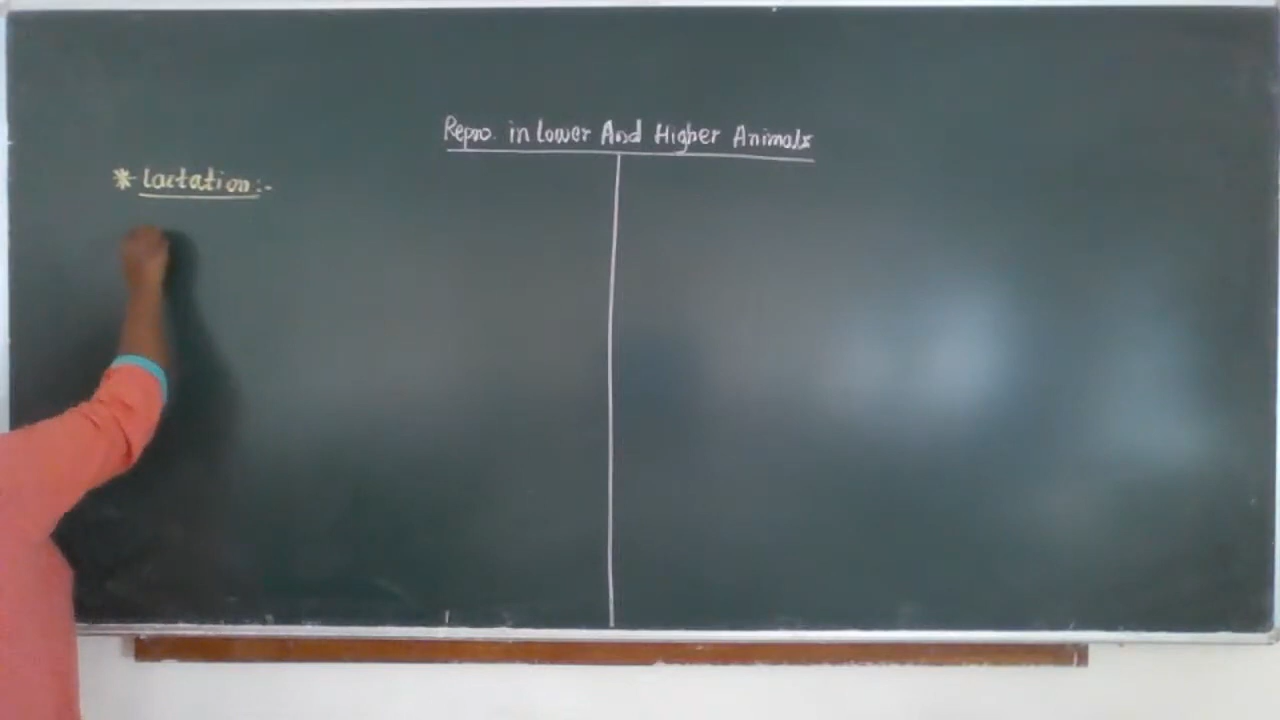 Repro. in Lower And Higher Animals
* Lactation:-